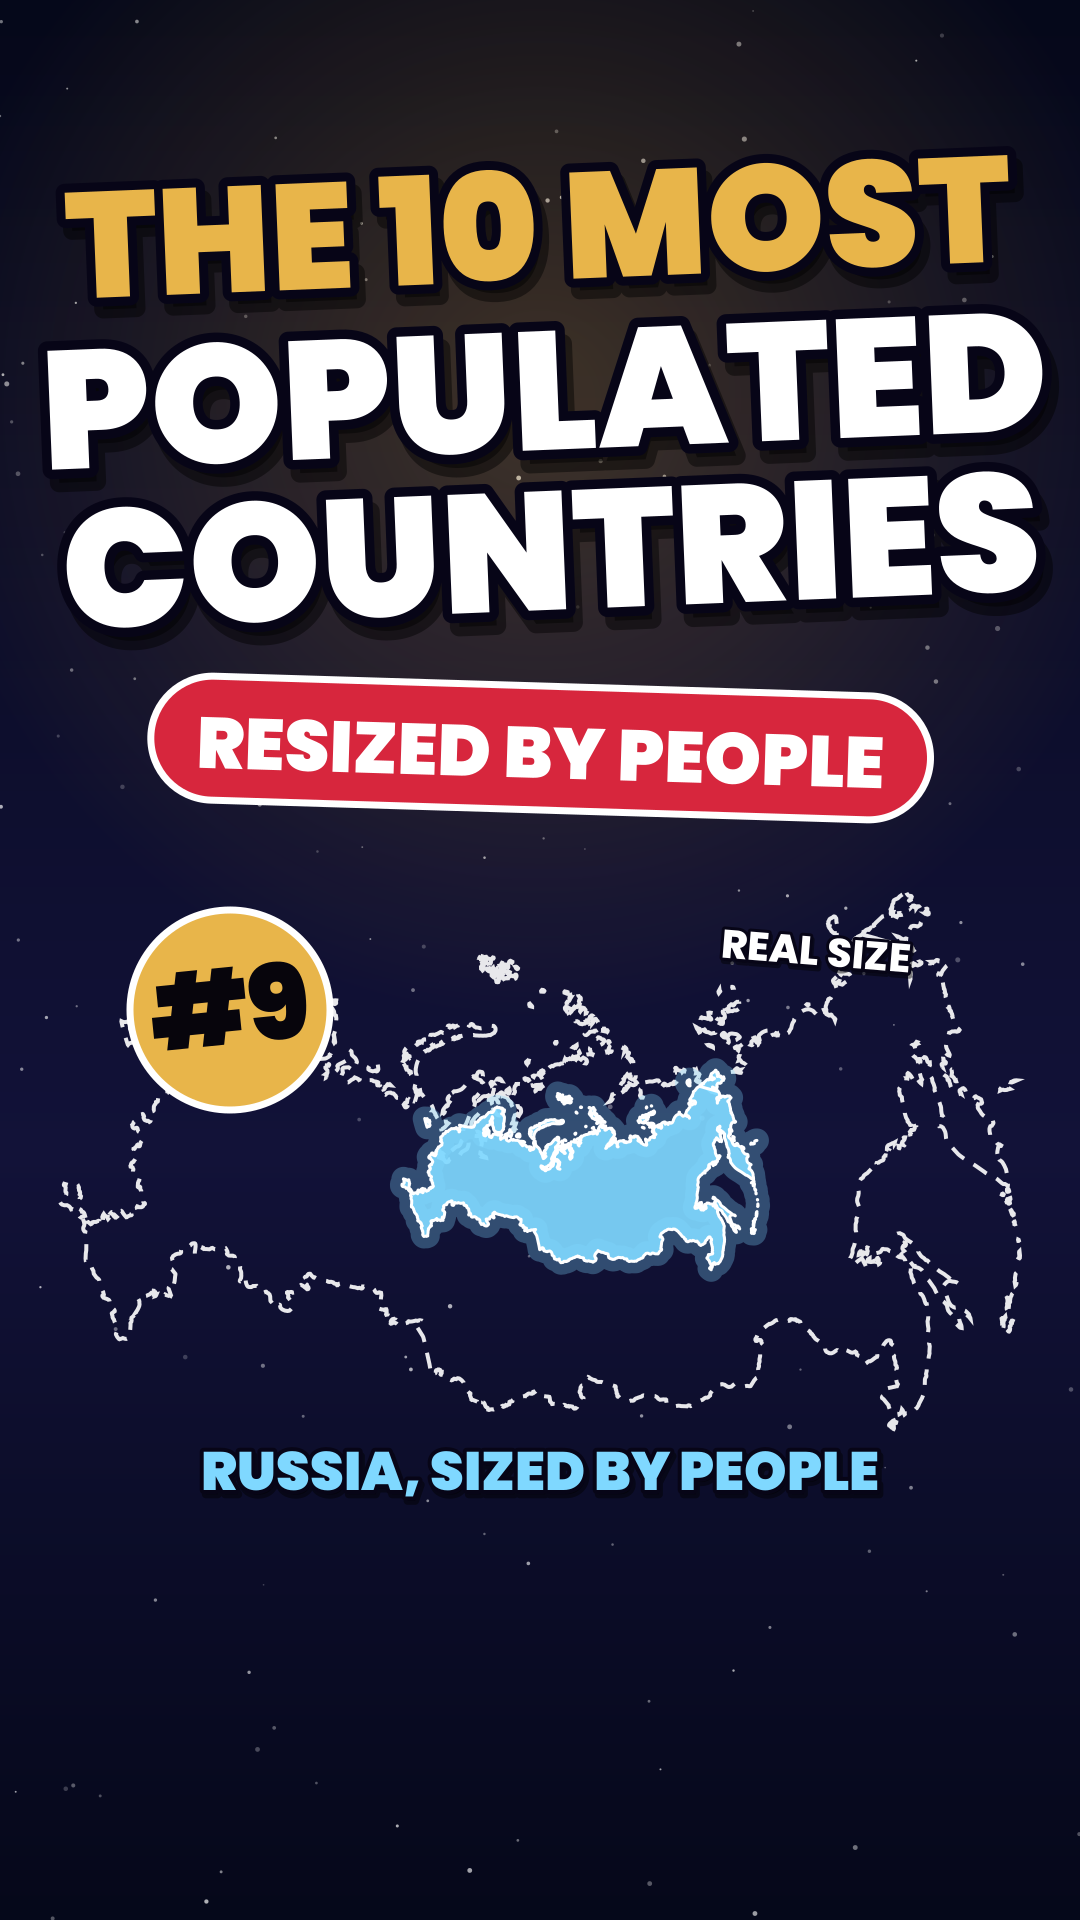 THE 10 MOST
POPULATED
COUNTRIES
RESIZED BY PEOPLE
#9
REAL SIZE
RUSSIA, SIZED BY PEOPLE